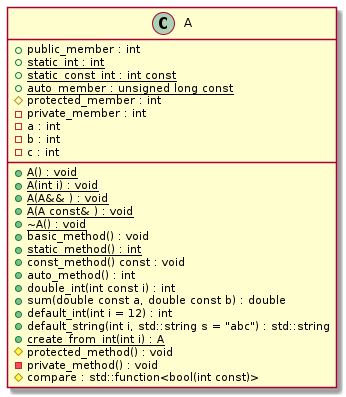 C A
public_member : int
static_int : int
static_const_int : int const
auto_member : unsigned long const
protected_member : int
private_member : int
a : int
b : int
c : int
A() : void
A(int i) : void
A(A&& ) : void
A(A const& ) : void
~A() : void
basic_method() : void
static_method() : int
const_method() const : void
auto_method() : int
double_int(int const i) : int
sum(double const a, double const b) : double
default_int(int i = 12) : int
default_string(int i, std::string s = "abc") : std::string
create_from_int(int i) : A
protected_method() : void
private_method() : void
compare : std::function<bool(int const)>